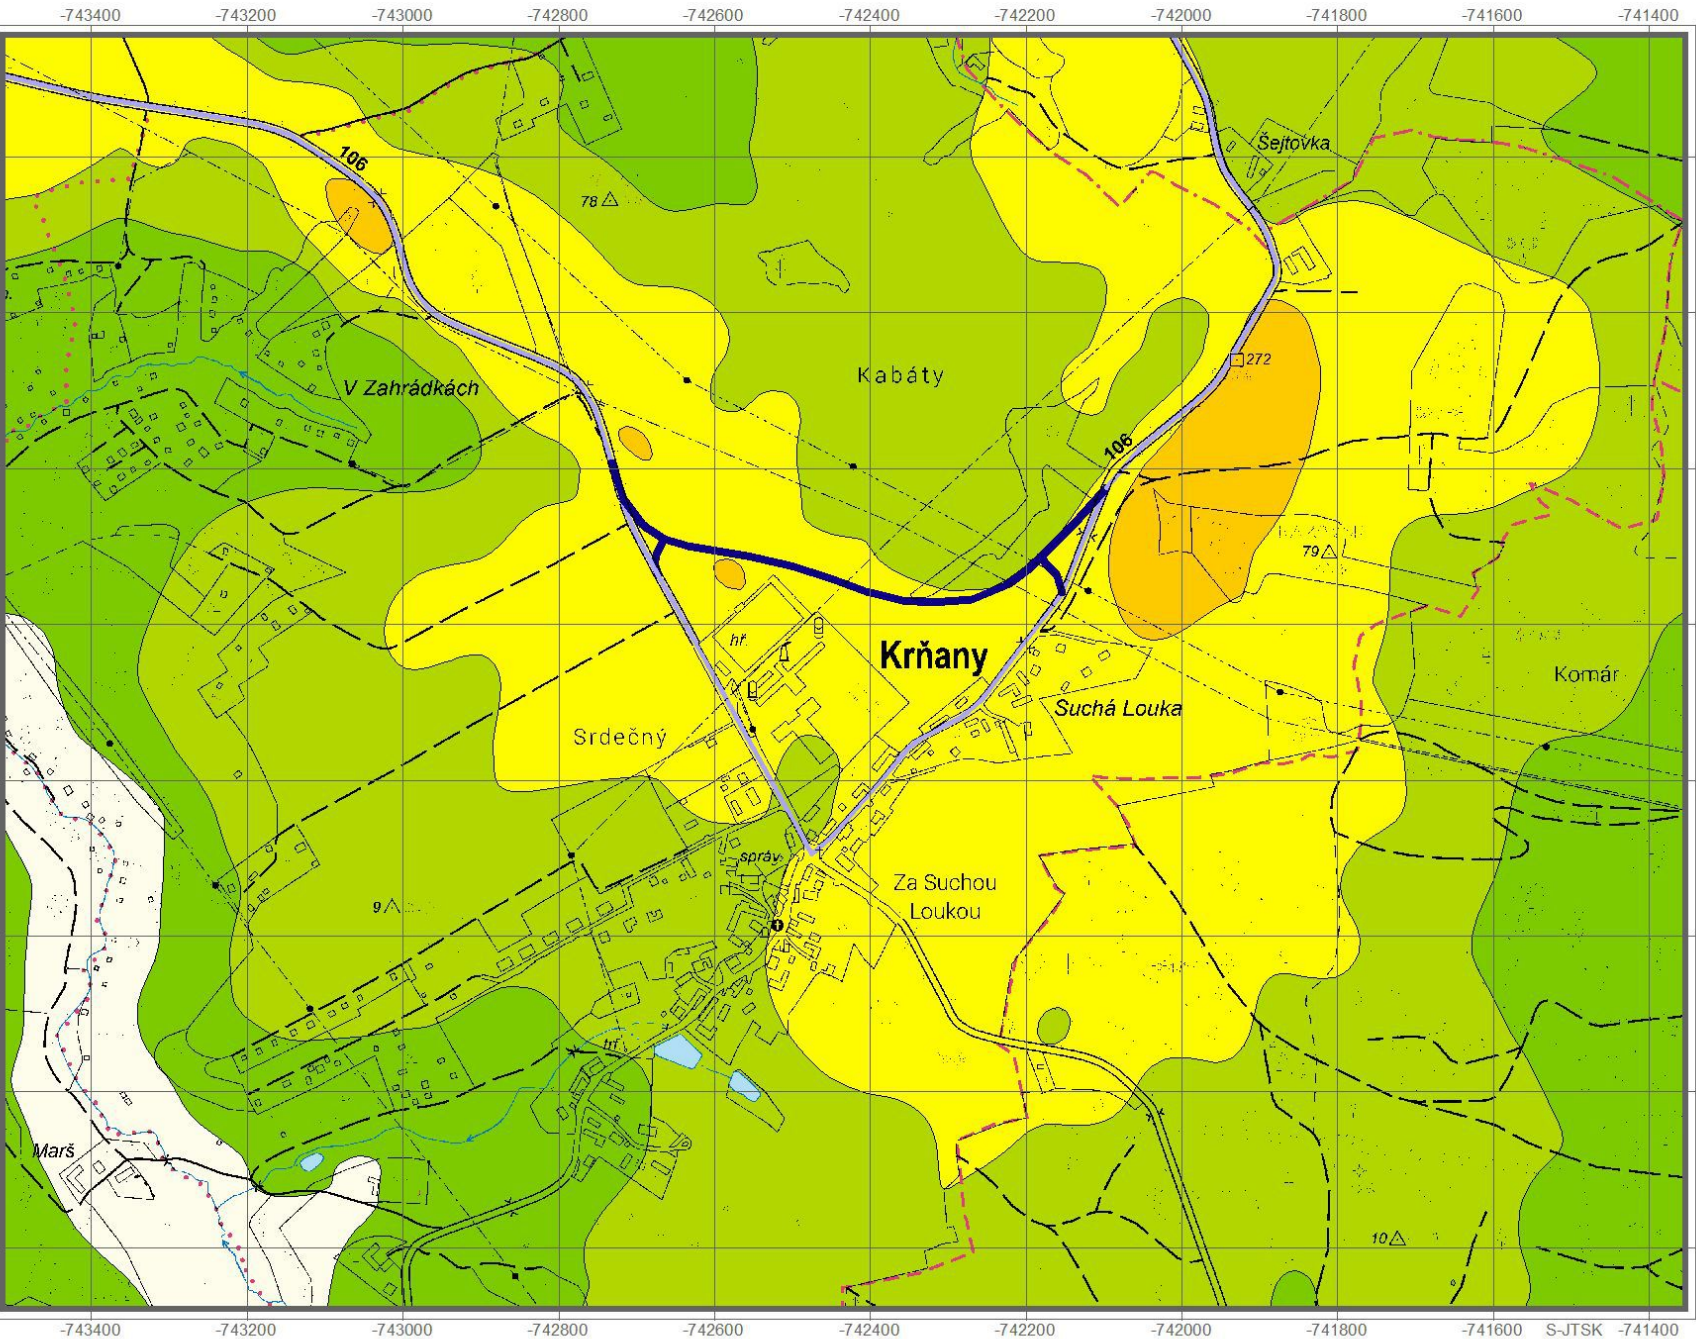 -743400 -743200 -743000 -742800 -742600 -742400 -742200 -742000 -741800 -741600 -741400
Šejtovka
106
78
V Zahrádkách
Kabáty
272
106
79
hř.
Krňany
Komár
Suchá Louka
Srdečný
správ.
Za Suchou
Loukou
9
hř.
Marš
10
-743400 -743200 -743000 -742800 -742600 -742400 -742200 -742000 -741800 -741600 S-JTSK -741400